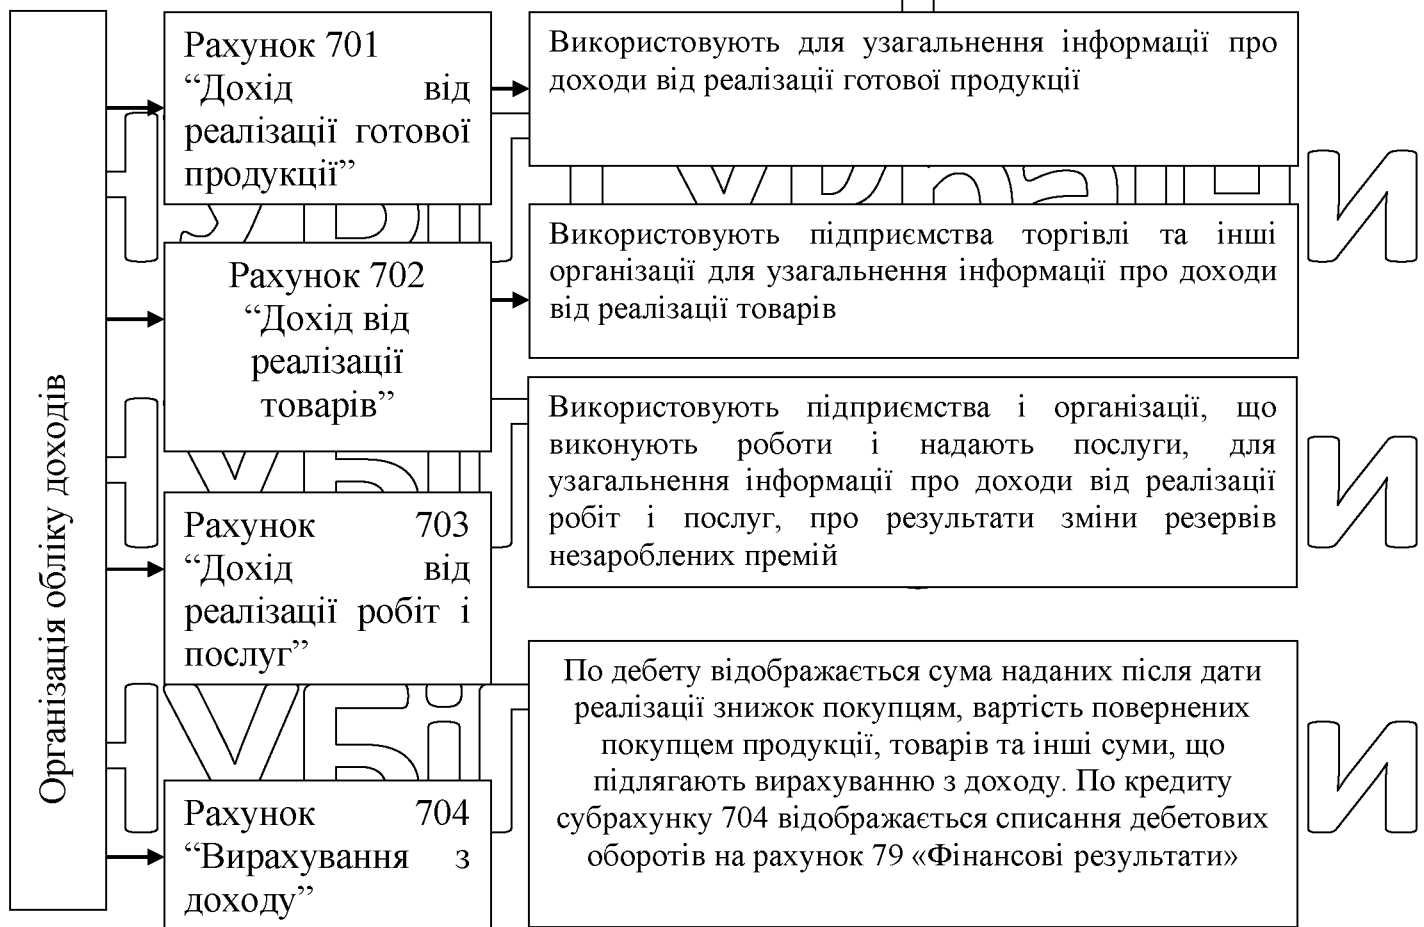 Організація обліку доходів
Рахунок 701
“Дохід від
реалізації готової
продукції”
Використовують для узагальнення інформації про
доходи від реалізації готової продукції
Рахунок 702
“Дохід від
реалізації
товарів”
Використовують підприємства торгівлі та інші
організації для узагальнення інформації про доходи
від реалізації товарів
Рахунок 703
“Дохід від
реалізації робіт і
послуг”
Використовують підприємства і організації, що
виконують роботи і надають послуги, для
узагальнення інформації про доходи від реалізації
робіт і послуг, про результати зміни резервів
незароблених премій
Рахунок 704
“Вирахування з
доходу”
По дебету відображається сума наданих після дати
реалізації знижок покупцям, вартість повернених
покупцем продукції, товарів та інші суми, що
підлягають вирахуванню з доходу. По кредиту
субрахунку 704 відображається списання дебетових
оборотів на рахунок 79 «Фінансові результати»